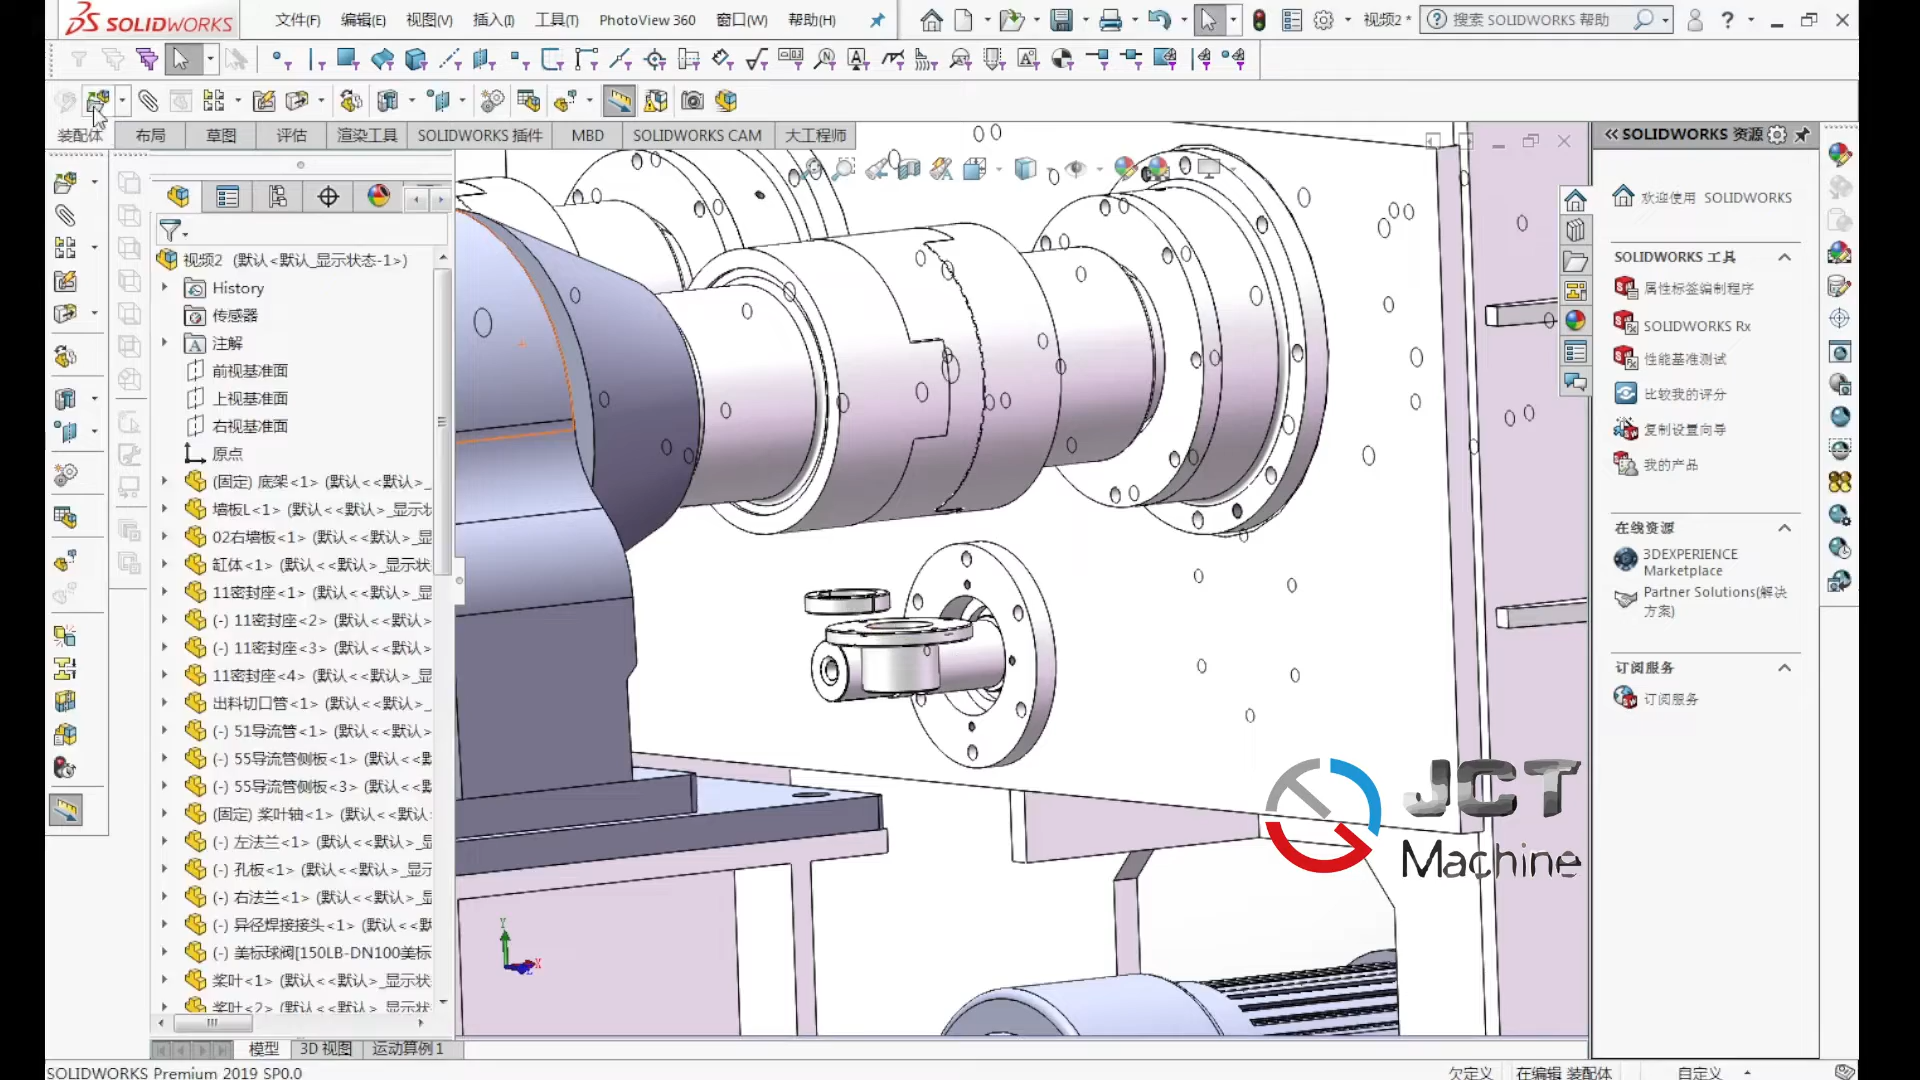 SOLIDWORKS 文件(F) 编辑(E) 视图(V) 插入(I) 工具(T) PhotoView 360 窗口(W) 帮助(H) 视频2 * 搜索 SOLIDWORKS 帮助
装配体 布局 草图 评估 渲染工具 SOLIDWORKS 插件 MBD SOLIDWORKS CAM 大工程师
视频2 (默认<默认_显示状态-1>)
History
传感器
注解
前视基准面
上视基准面
右视基准面
原点
(固定) 底架<1> (默认<<默认>_
墙板L<1> (默认<<默认>_显示状
02右墙板<1> (默认<<默认>_显
缸体<1> (默认<<默认>_显示状
11密封座<1> (默认<<默认>_显
(-) 11密封座<2> (默认<<默认>
(-) 11密封座<3> (默认<<默认>
11密封座<4> (默认<<默认>_显
出料切口管<1> (默认<<默认>_
(-) 51导流管<1> (默认<<默认>
(-) 55导流管侧板<1> (默认<<默
(-) 55导流管侧板<3> (默认<<默
(固定) 桨叶轴<1> (默认<<默认
(-) 左法兰<1> (默认<<默认>_显
(-) 孔板<1> (默认<<默认>_显示
(-) 右法兰<1> (默认<<默认>_显
(-) 异径焊接接头<1> (默认<<默
(-) 美标球阀[150LB-DN100美标
桨叶<1> (默认<<默认>_显示状
桨叶<2> (默认<<默认>_显示状
模型 3D 视图 运动算例 1
SOLIDWORKS Premium 2019 SP0.0
Y
X
Z
JCT
Machine
SOLIDWORKS 资源
欢迎使用 SOLIDWORKS
SOLIDWORKS 工具
属性标签编制程序
SOLIDWORKS Rx
性能基准测试
比较我的评分
复制设置向导
我的产品
在线资源
3DEXPERIENCE
Marketplace
Partner Solutions(解决
方案)
订阅服务
订阅服务
欠定义 在编辑 装配体 自定义